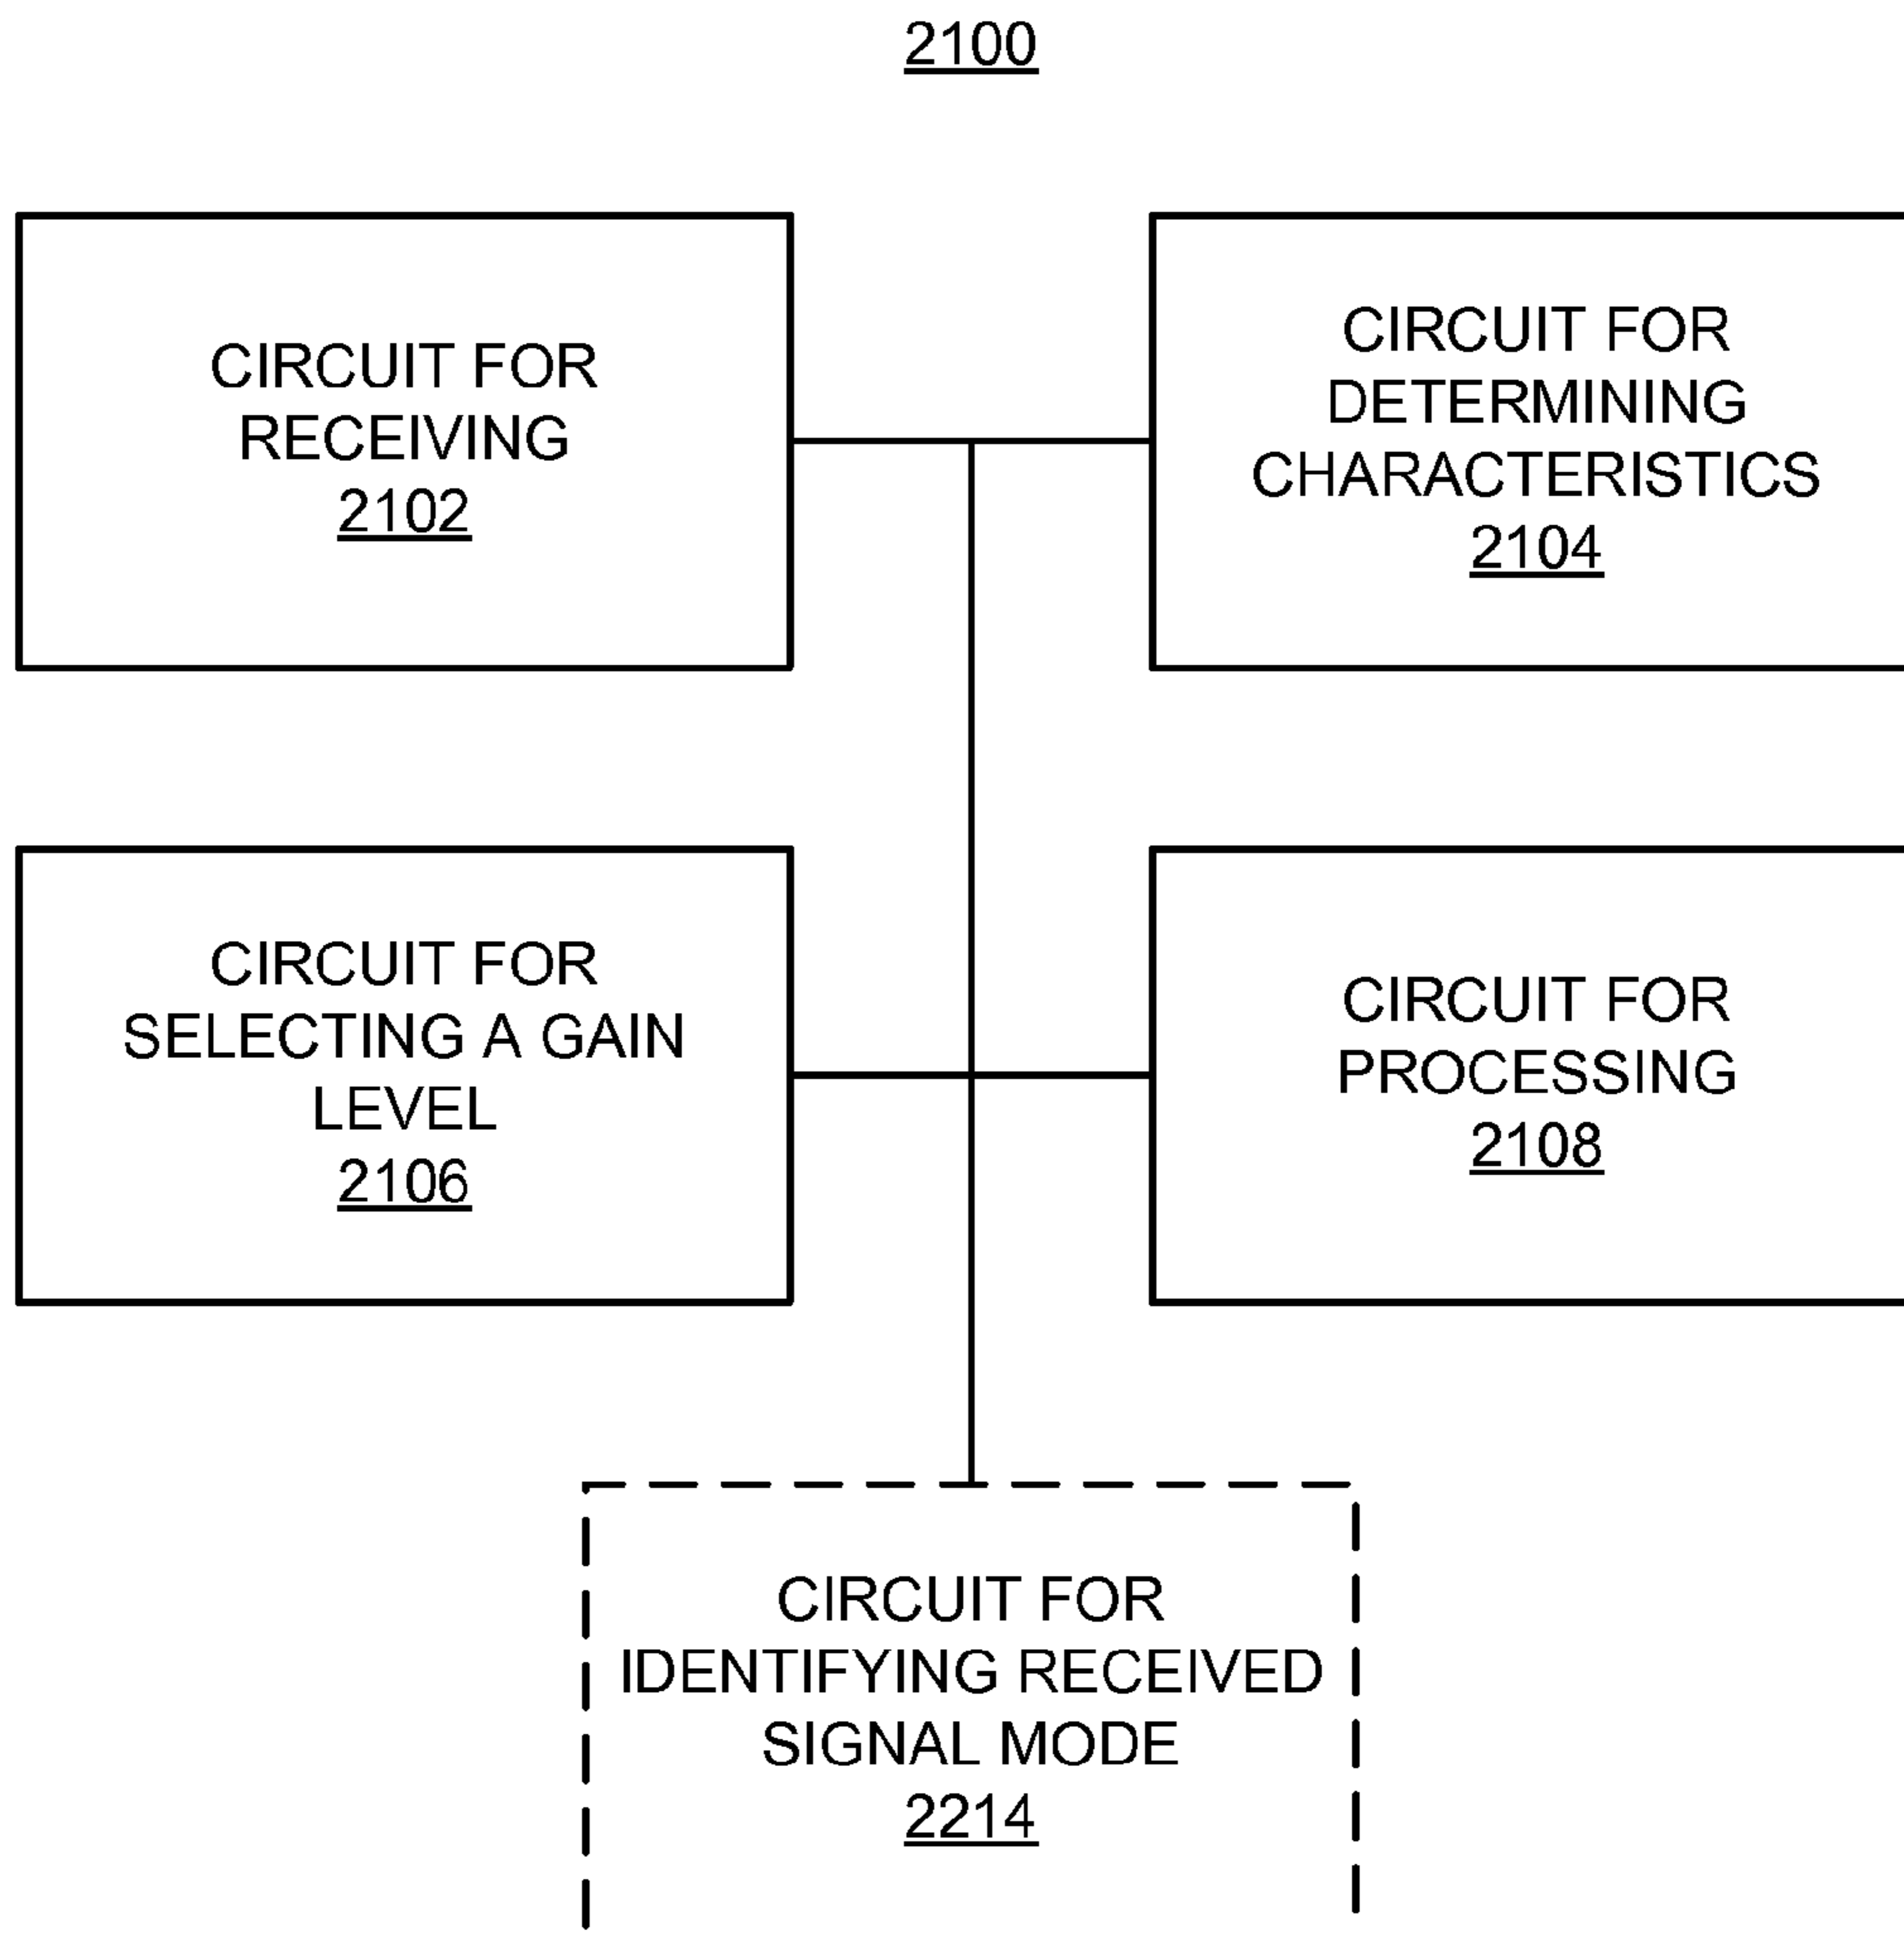 2100
CIRCUIT FOR
RECEIVING
2102
CIRCUIT FOR
DETERMINING
CHARACTERISTICS
2104
CIRCUIT FOR
SELECTING A GAIN
LEVEL
2106
CIRCUIT FOR
PROCESSING
2108
CIRCUIT FOR
IDENTIFYING RECEIVED
SIGNAL MODE
2214